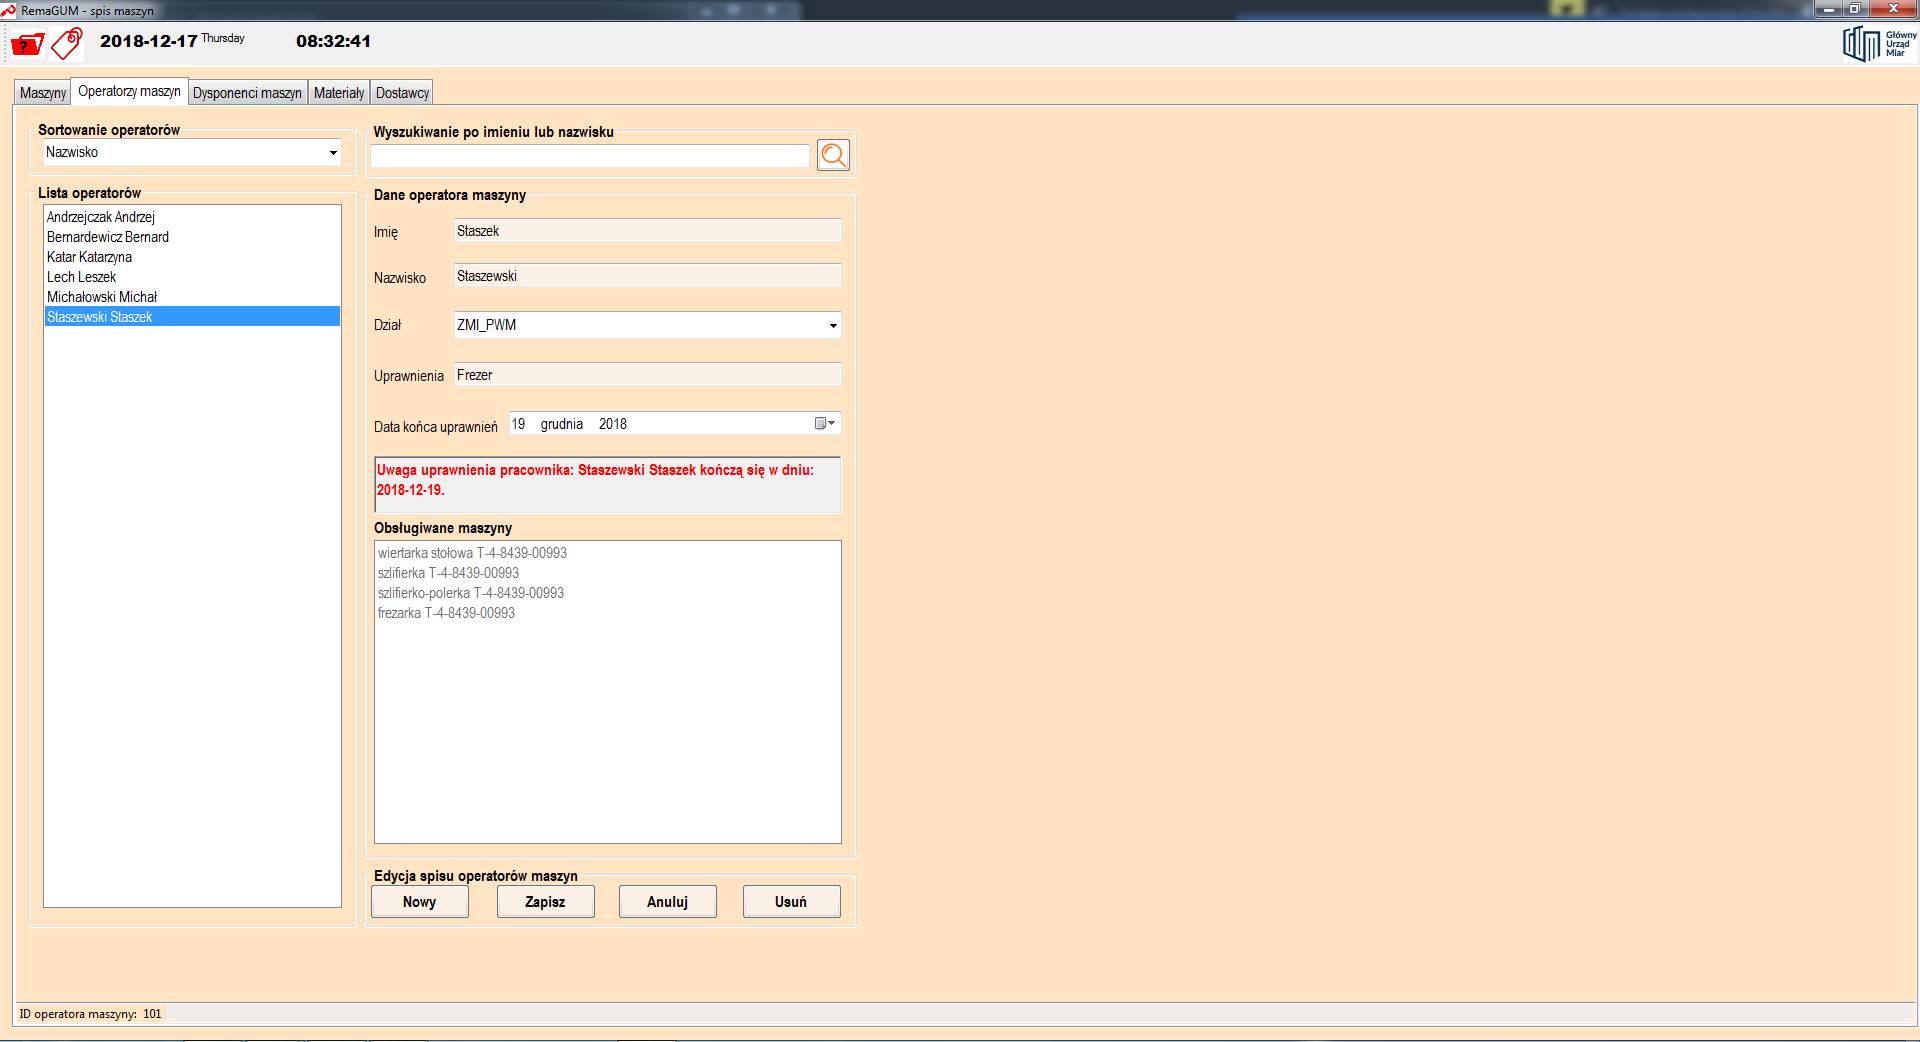 RemaGUM - spis maszyn
2018-12-17 Thursday 08:32:41
Główny
Urząd
Miar
Maszyny Operatorzy maszyn Dysponenci maszyn Materiały Dostawcy
Sortowanie operatorów
Nazwisko
Wyszukiwanie po imieniu lub nazwisku
Lista operatorów
Andrzejczak Andrzej
Bernardewicz Bernard
Katar Katarzyna
Lech Leszek
Michałowski Michał
Staszewski Staszek
Dane operatora maszyny
Imię Staszek
Nazwisko Staszewski
Dział ZMI_PWM
Uprawnienia Frezer
Data końca uprawnień 19 grudnia 2018
Uwaga uprawnienia pracownika: Staszewski Staszek kończą się w dniu:
2018-12-19.
Obsługiwane maszyny
wiertarka stołowa T-4-8439-00993
szlifierka T-4-8439-00993
szlifierko-polerka T-4-8439-00993
frezarka T-4-8439-00993
Edycja spisu operatorów maszyn
Nowy Zapisz Anuluj Usuń
ID operatora maszyny: 101